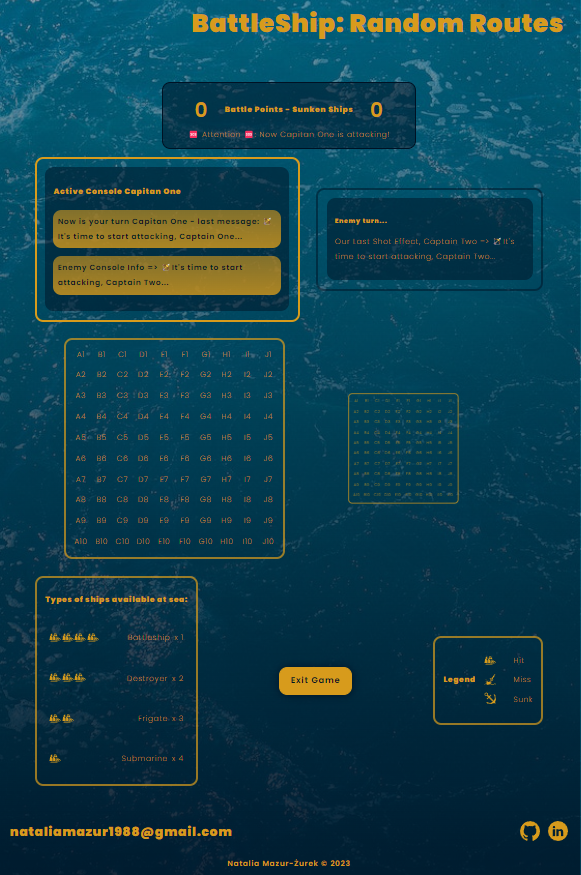 BattleShip: Random Routes
0 Battle Points - Sunken Ships 0
🆘 Attention 🆘: Now Capitan One is attacking!
Active Console Capitan One
Now is your turn Capitan One - last message:
It's time to start attacking, Captain One...
Enemy Console Info => It's time to start
attacking, Captain Two...
Enemy turn...
Our Last Shot Effect, Captain Two => It's
time to start attacking, Captain Two...
A1 B1 C1 D1 E1 F1 G1 H1 I1 J1
A2 B2 C2 D2 E2 F2 G2 H2 I2 J2
A3 B3 C3 D3 E3 F3 G3 H3 I3 J3
A4 B4 C4 D4 E4 F4 G4 H4 I4 J4
A5 B5 C5 D5 E5 F5 G5 H5 I5 J5
A6 B6 C6 D6 E6 F6 G6 H6 I6 J6
A7 B7 C7 D7 E7 F7 G7 H7 I7 J7
A8 B8 C8 D8 E8 F8 G8 H8 I8 J8
A9 B9 C9 D9 E9 F9 G9 H9 I9 J9
A10 B10 C10 D10 E10 F10 G10 H10 I10 J10
Types of ships available at sea:
Battleship x 1
Destroyer x 2
Frigate x 3
Submarine x 4
Exit Game
Legend
Hit
Miss
Sunk
nataliamazur1988@gmail.com
in
Natalia Mazur-Żurek © 2023